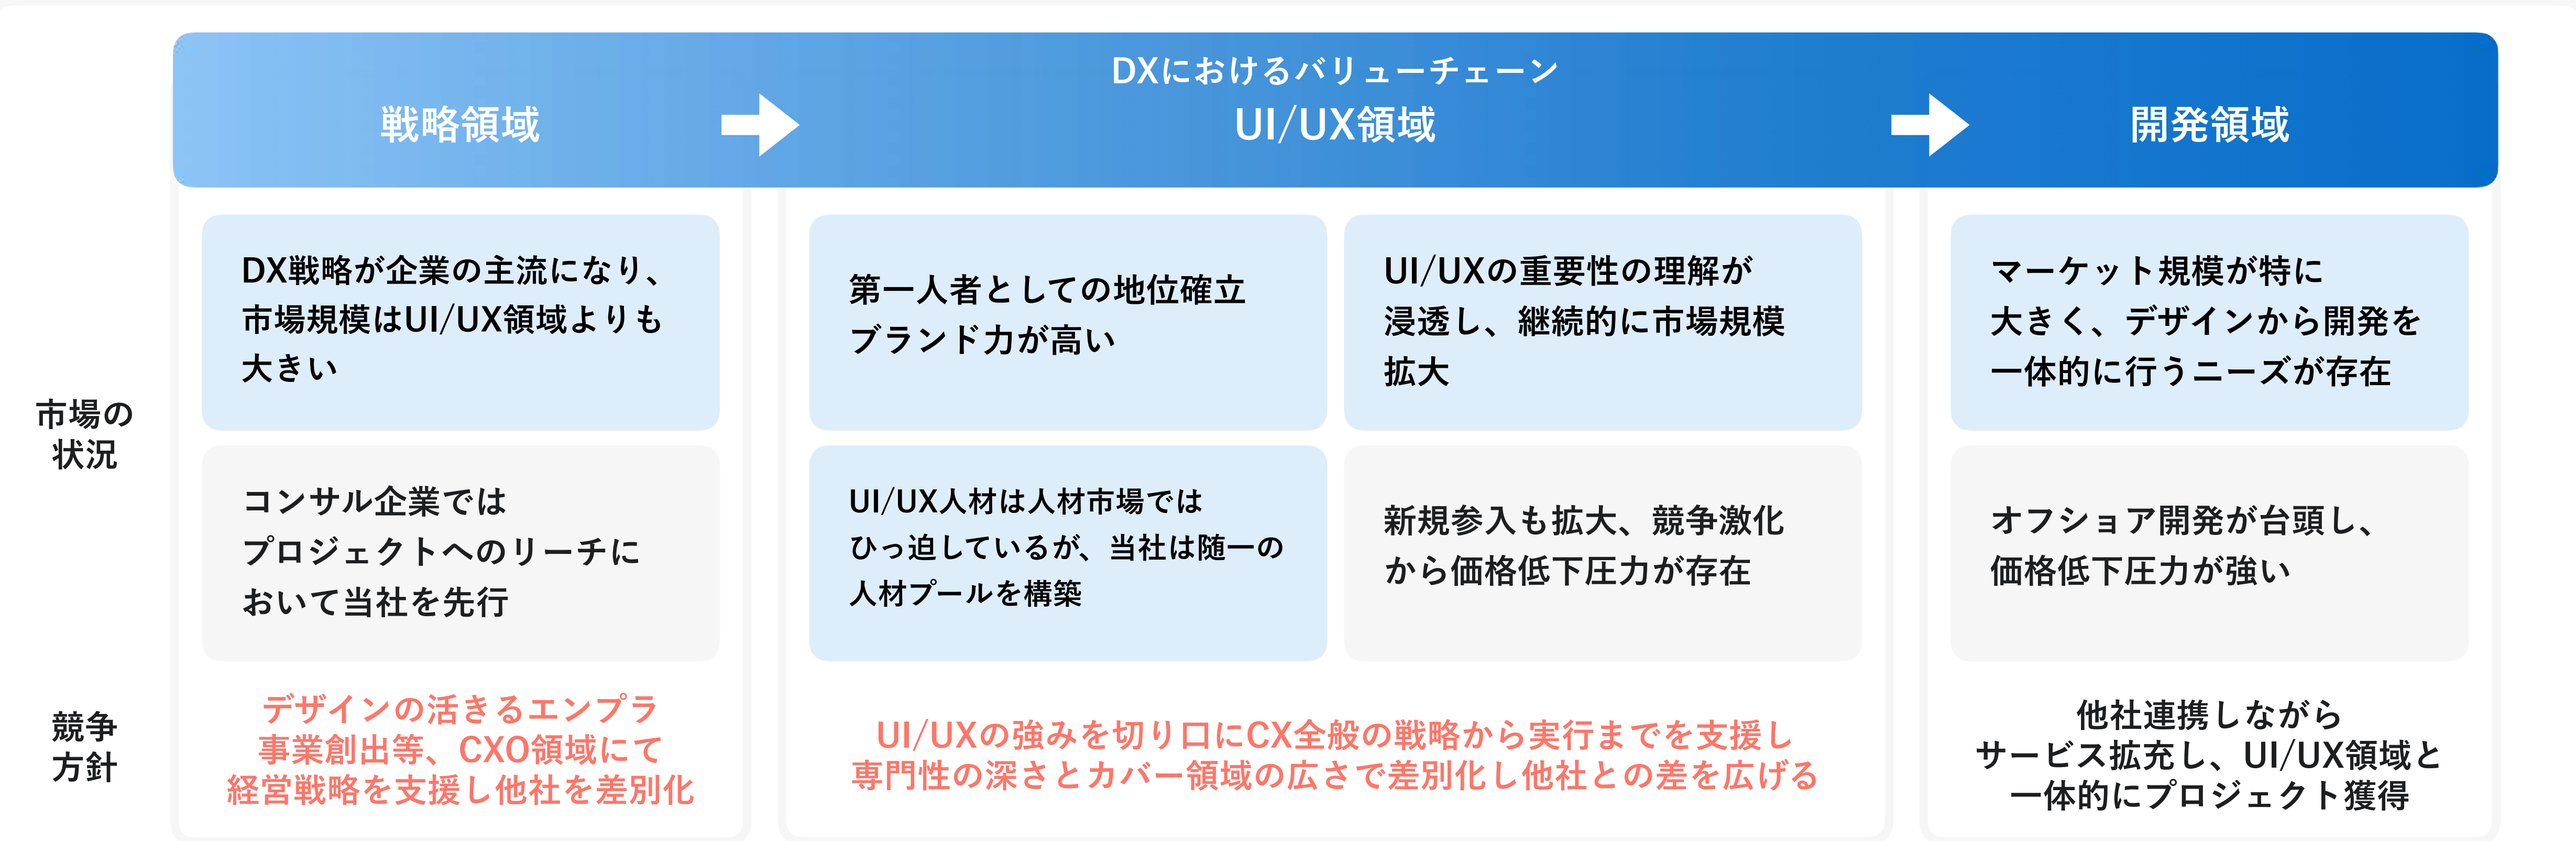 DXにおけるバリューチェーン
戦略領域
UI/UX領域
開発領域
市場の
状況
DX戦略が企業の主流になり、
市場規模はUI/UX領域よりも
大きい
コンサル企業では
プロジェクトへのリーチに
おいて当社を先行
第一人者としての地位確立
ブランド力が高い
UI/UXの重要性の理解が
浸透し、継続的に市場規模
拡大
UI/UX人材は人材市場では
ひっ迫しているが、当社は随一の
人材プールを構築
新規参入も拡大、競争激化
から価格低下圧力が存在
マーケット規模が特に
大きく、デザインから開発を
一体的に行うニーズが存在
オフショア開発が台頭し、
価格低下圧力が強い
競争
方針
デザインの活きるエンプラ
事業創出等、CXO領域にて
経営戦略を支援し他社を差別化
UI/UXの強みを切り口にCX全般の戦略から実行までを支援し
専門性の深さとカバー領域の広さで差別化し他社との差を広げる
他社連携しながら
サービス拡充し、UI/UX領域と
一体的にプロジェクト獲得